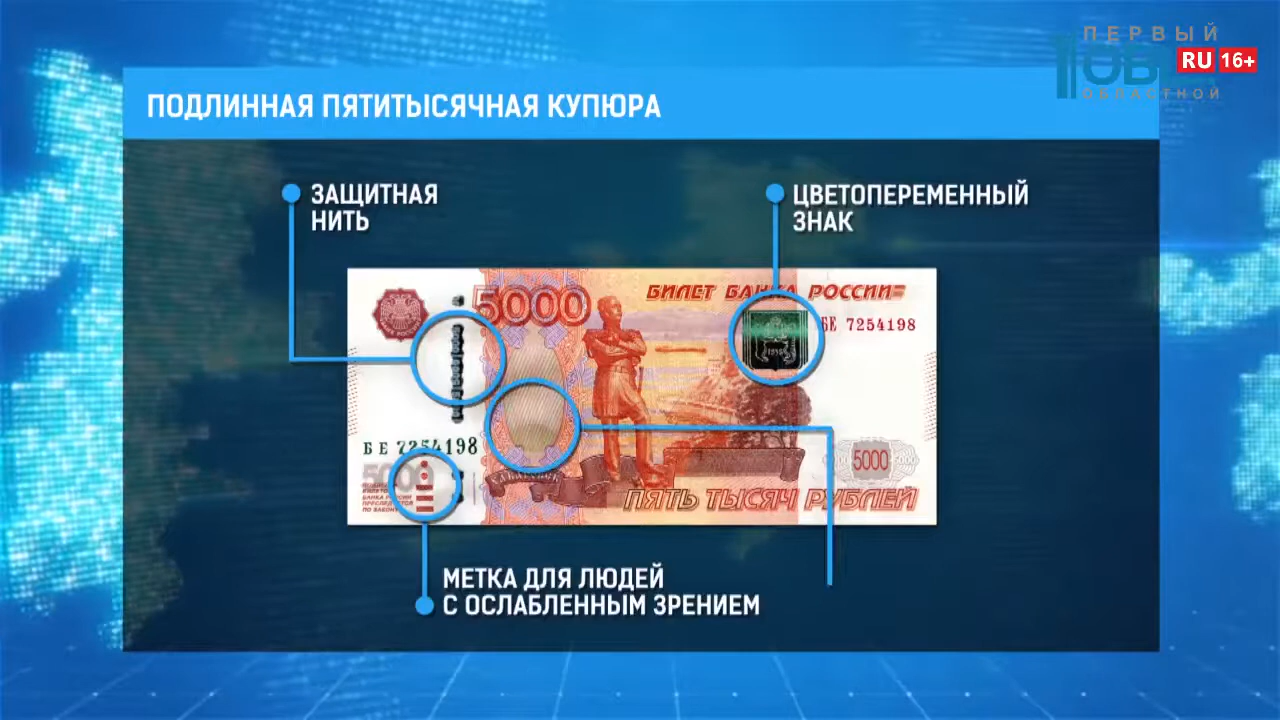 ПЕРВЫЙ
ОБЛАСТНОЙ
RU 16+
ПОДЛИННАЯ ПЯТИТЫСЯЧНАЯ КУПЮРА
ЗАЩИТНАЯ
НИТЬ
ЦВЕТОПЕРЕМЕННЫЙ
ЗНАК
5000
БИЛЕТ БАНКА РОССИИ
БЕ 7254198
БЕ 7254198
5000
5000
ПЯТЬ ТЫСЯЧ РУБЛЕЙ
МЕТКА ДЛЯ ЛЮДЕЙ
С ОСЛАБЛЕННЫМ ЗРЕНИЕМ